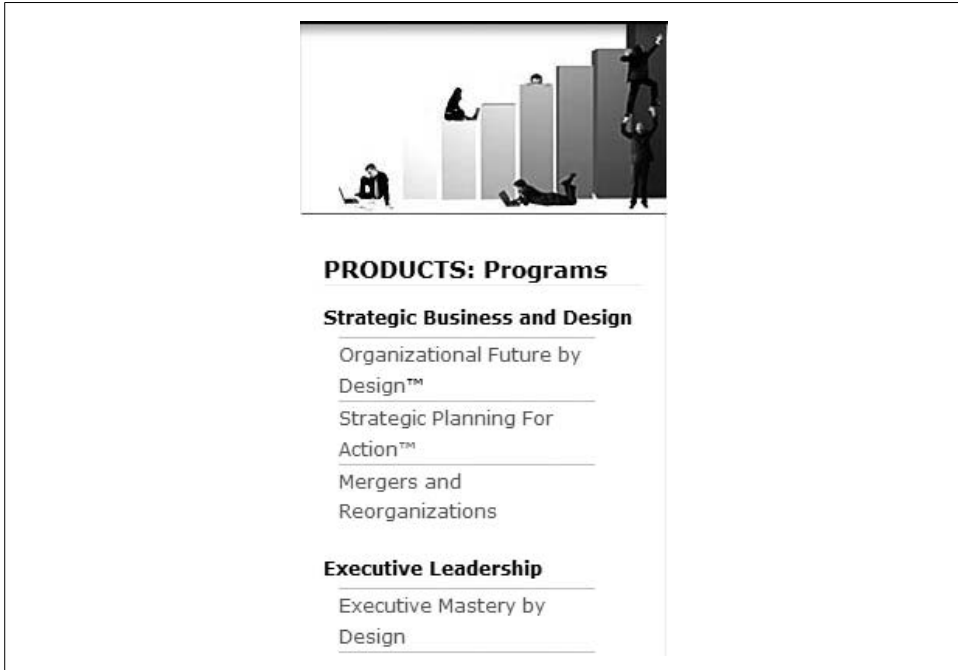 PRODUCTS: Programs
Strategic Business and Design
Organizational Future by
Design™
Strategic Planning For
Action™
Mergers and
Reorganizations
Executive Leadership
Executive Mastery by
Design